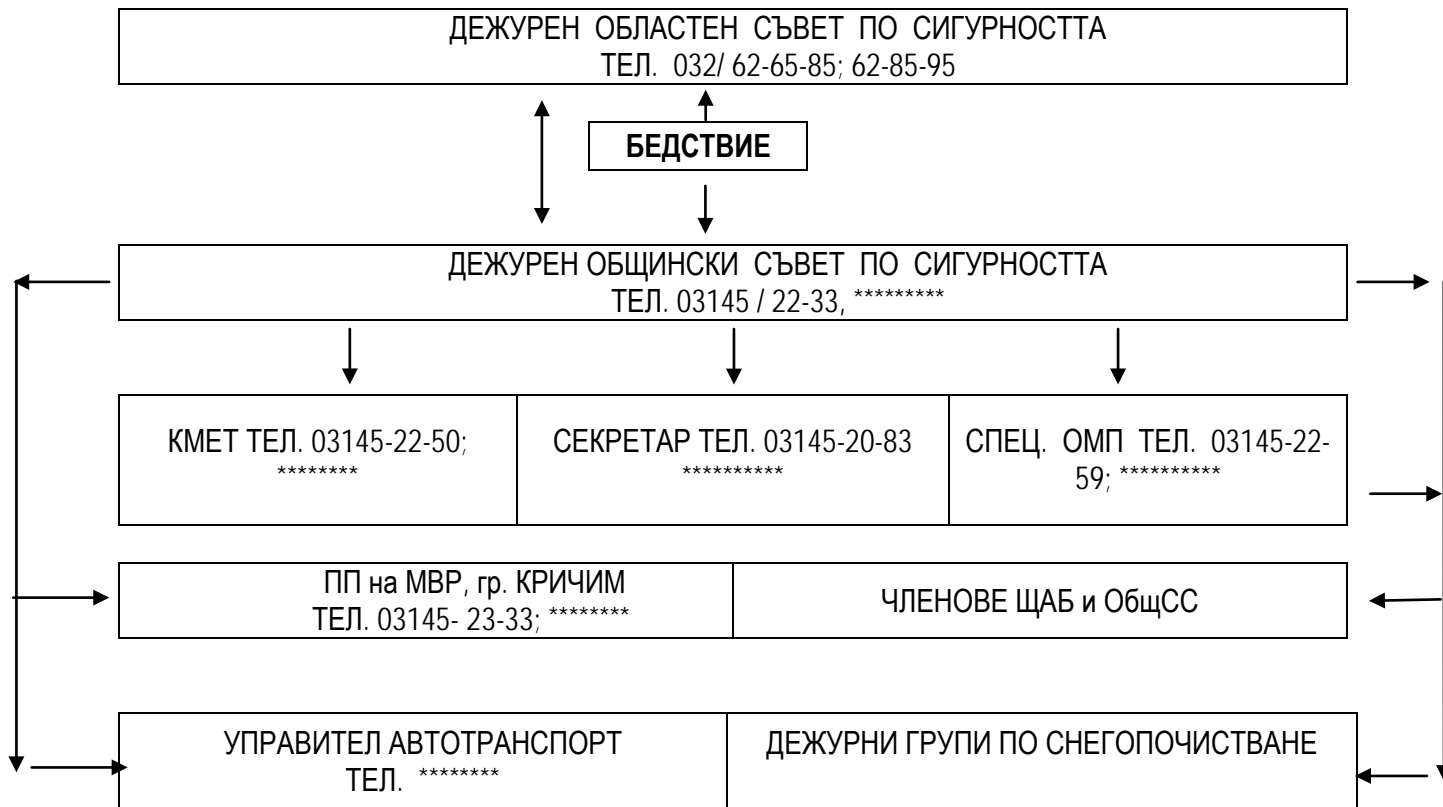 ДЕЖУРЕН ОБЛАСТЕН СЪВЕТ ПО СИГУРНОСТТА
ТЕЛ. 032/ 62-65-85; 62-85-95
БЕДСТВИЕ
ДЕЖУРЕН ОБЩИНСКИ СЪВЕТ ПО СИГУРНОСТТА
ТЕЛ. 03145 / 22-33, *********
КМЕТ ТЕЛ. 03145-22-50;
********
СЕКРЕТАР ТЕЛ. 03145-20-83
**********
СПЕЦ. ОМП ТЕЛ. 03145-22-
59; **********
ПП на МВР, гр. КРИЧИМ
ТЕЛ. 03145- 23-33; ********
ЧЛЕНОВЕ ЩАБ и ОбщСС
УПРАВИТЕЛ АВТОТРАНСПОРТ
ТЕЛ. ********
ДЕЖУРНИ ГРУПИ ПО СНЕГОПОЧИСТВАНЕ